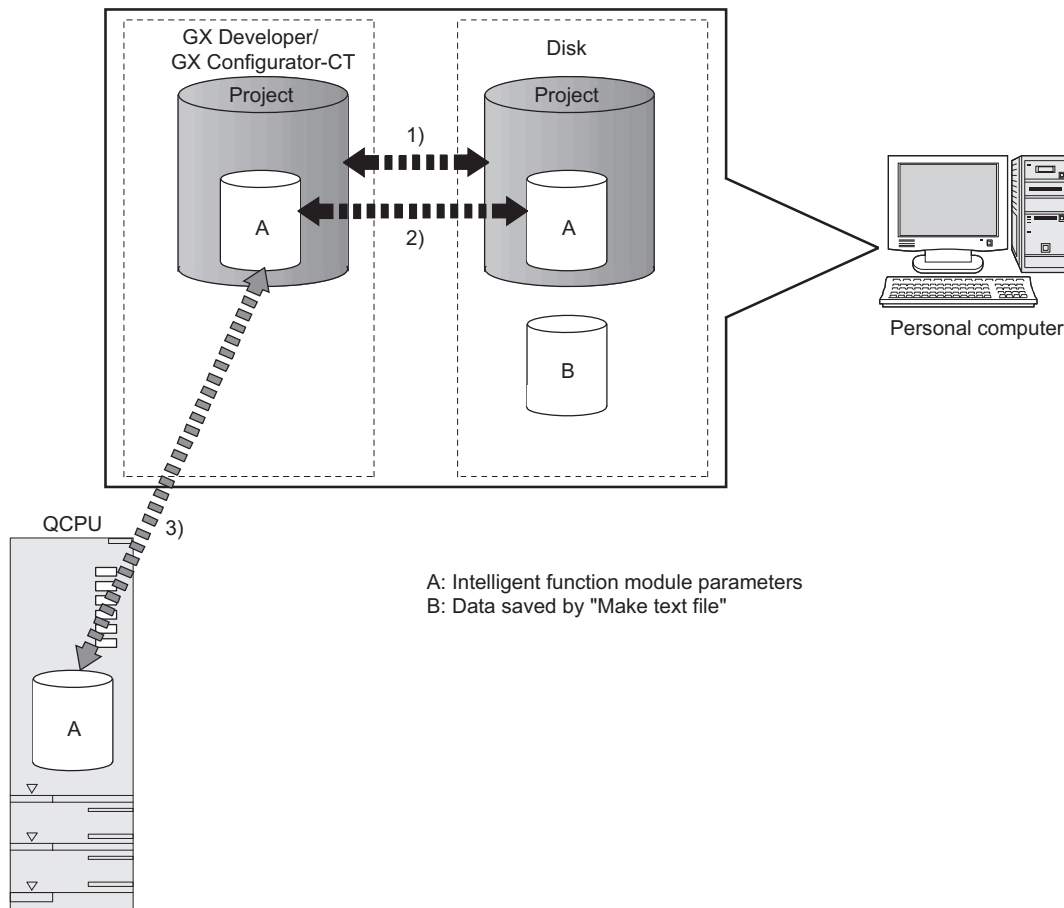 GX Developer/
GX Configurator-CT
Disk
Project
Project
1)
A
2)
A
B
Personal computer
QCPU
3)
A: Intelligent function module parameters
B: Data saved by "Make text file"
A